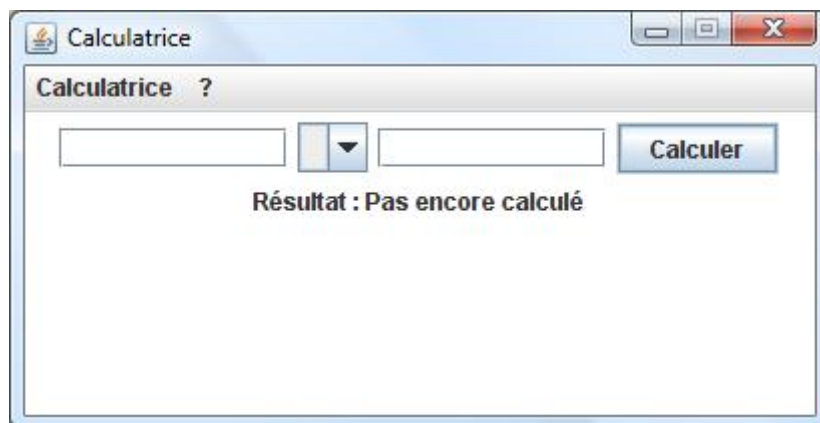 Calculatrice
Calculatrice ?
Calculer
Résultat : Pas encore calculé